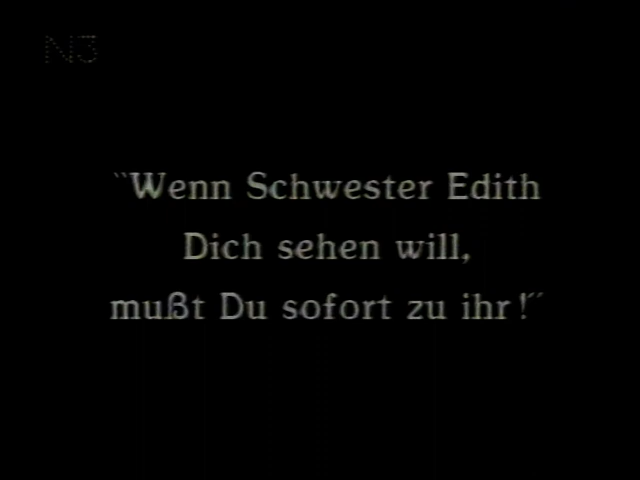 N3
``Wenn Schwester Edith
Dich sehen will,
mußt Du sofort zu ihr!´´